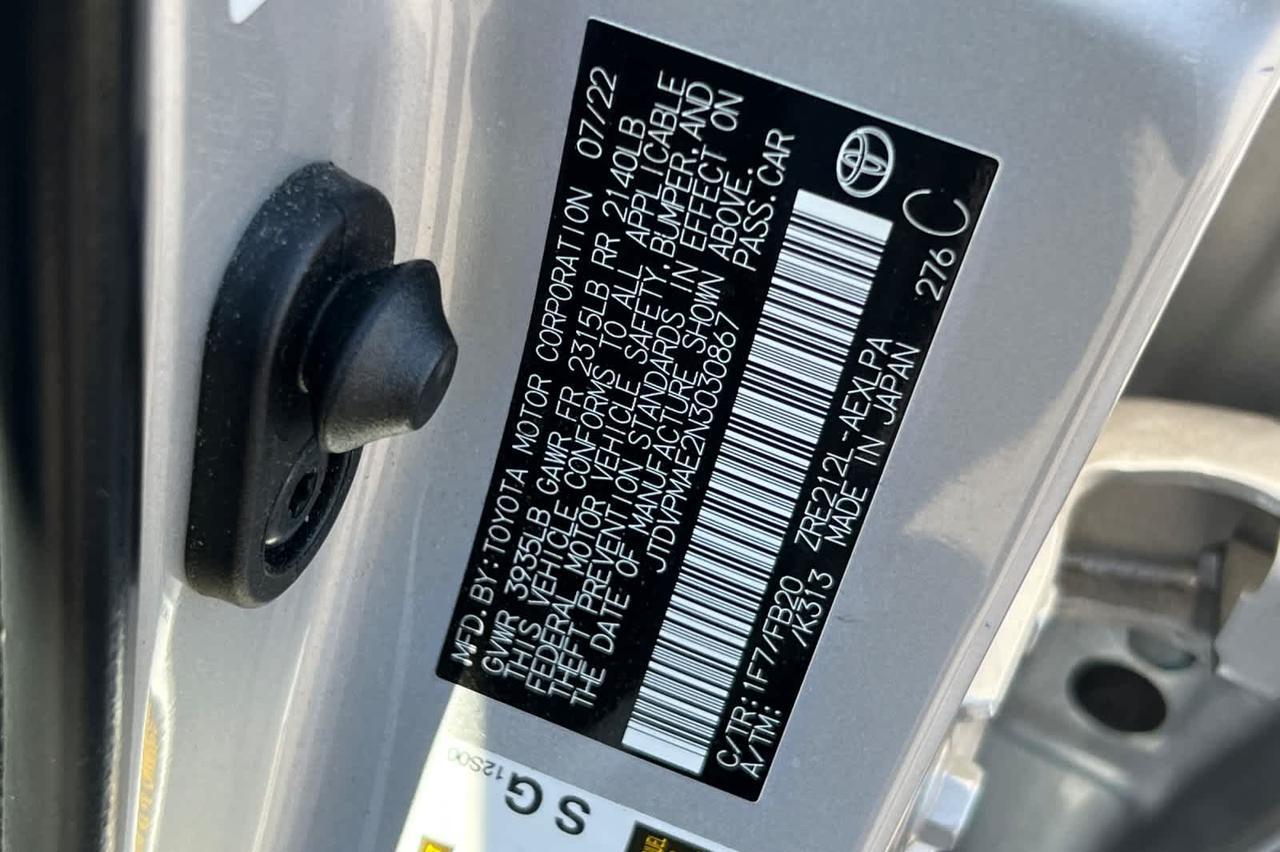 MFD. BY: TOYOTA MOTOR CORPORATION 07/22
GVWR 3935LB GAWR FR 2315LB RR 2140LB
THIS VEHICLE CONFORMS TO ALL APPLICABLE
FEDERAL MOTOR VEHICLE SAFETY, BUMPER, AND
THEFT PREVENTION STANDARDS IN EFFECT ON
THE DATE OF MANUFACTURE SHOWN ABOVE.
JTDVPMAE2N3030867 PASS. CAR
C/TR: 1F7/FB20 ZRE212L-AEXLPA 276 C
A/TM: /K313 MADE IN JAPAN
SG 12S00